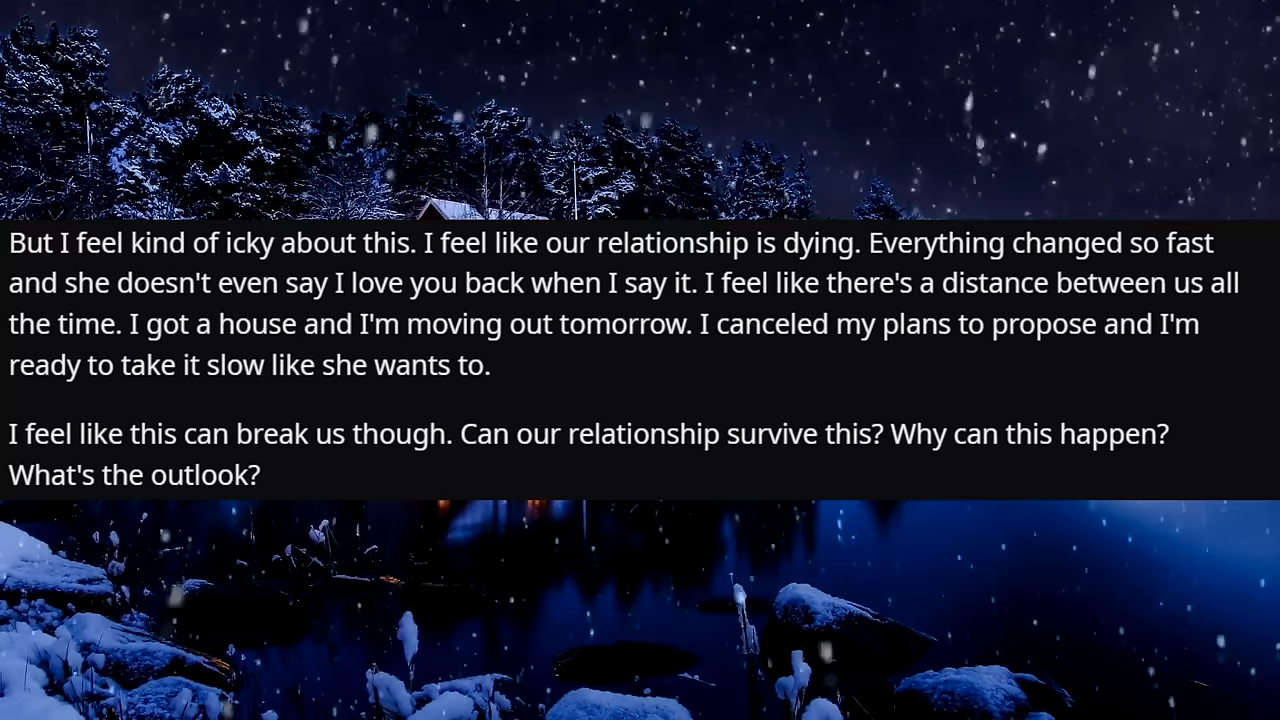 But I feel kind of icky about this. I feel like our relationship is dying. Everything changed so fast
and she doesn't even say I love you back when I say it. I feel like there's a distance between us all
the time. I got a house and I'm moving out tomorrow. I canceled my plans to propose and I'm
ready to take it slow like she wants to.
I feel like this can break us though. Can our relationship survive this? Why can this happen?
What's the outlook?